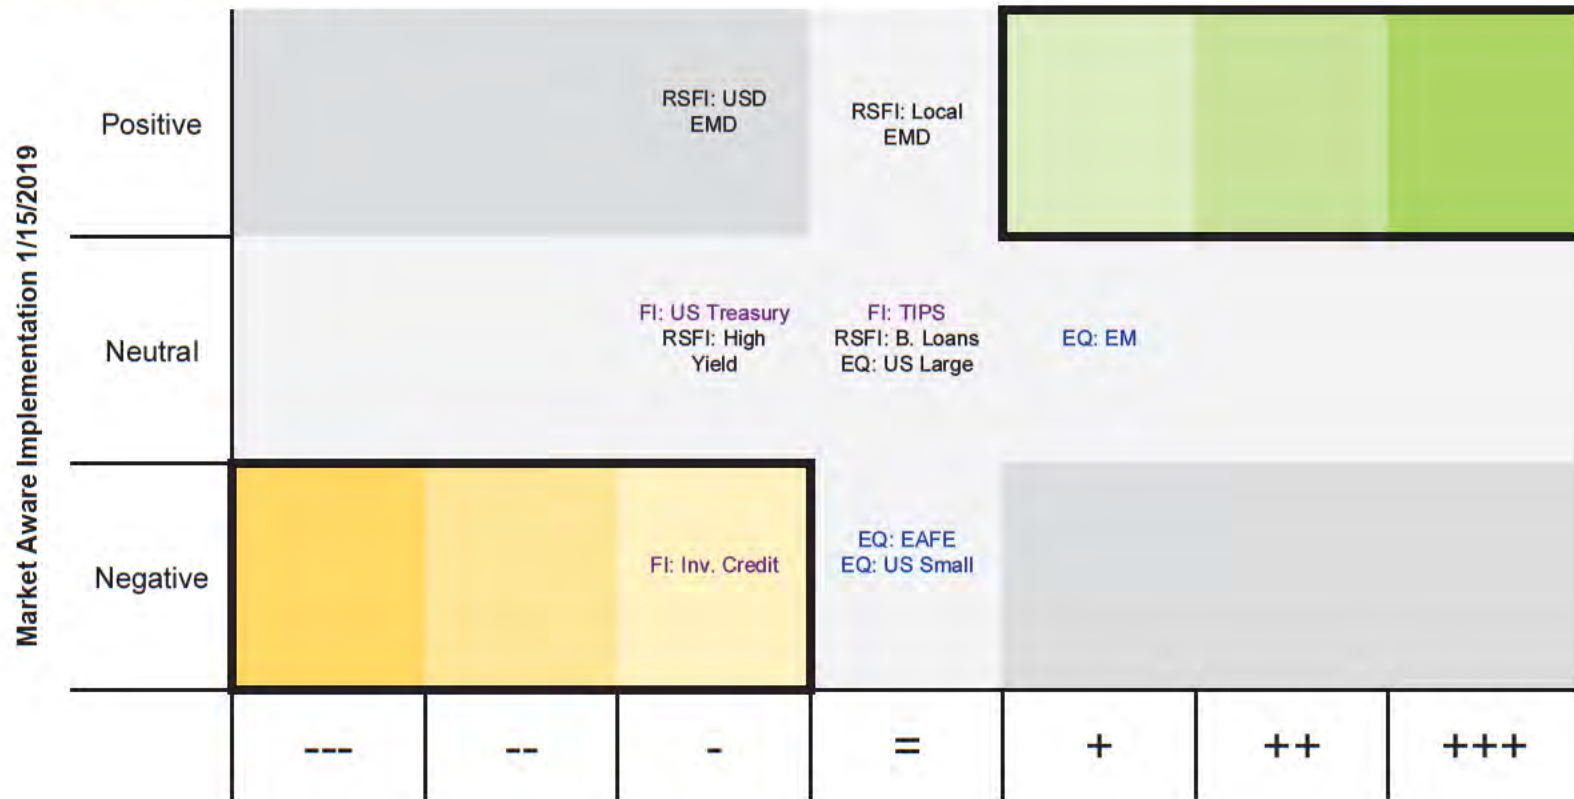 Market Aware Implementation 1/15/2019
Positive
RSFI: USD
EMD
RSFI: Local
EMD
Neutral
FI: US Treasury
RSFI: High
Yield
FI: TIPS
RSFI: B. Loans
EQ: US Large
EQ: EM
Negative
FI: Inv. Credit
EQ: EAFE
EQ: US Small
---
--
-
=
+
++
+++